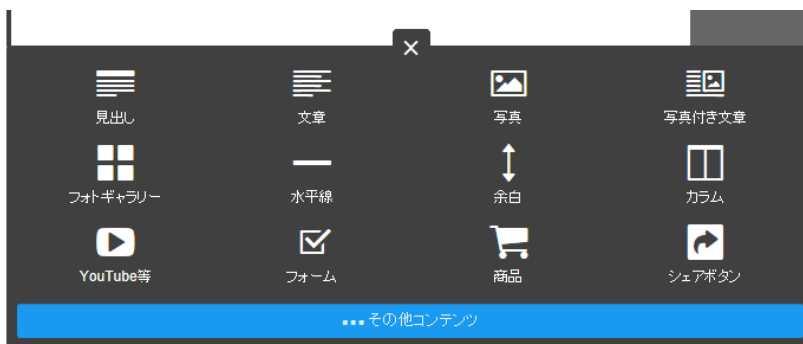 見出し 文章 写真 写真付き文章
フォトギャラリー 水平線 余白 カラム
YouTube等 フォーム 商品 シェアボタン
その他コンテンツ